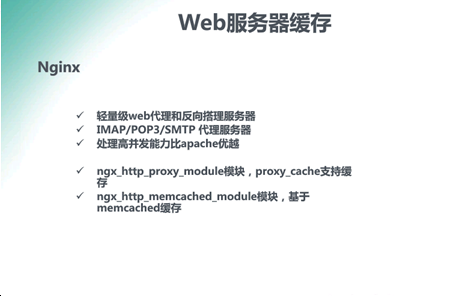 Web服务器缓存
Nginx
✓ 轻量级web代理和反向搭理服务器
✓ IMAP/POP3/SMTP 代理服务器
✓ 处理高并发能力比apache优越
✓ ngx_http_proxy_module模块，proxy_cache支持缓
存
✓ ngx_http_memcached_module模块，基于
memcached缓存